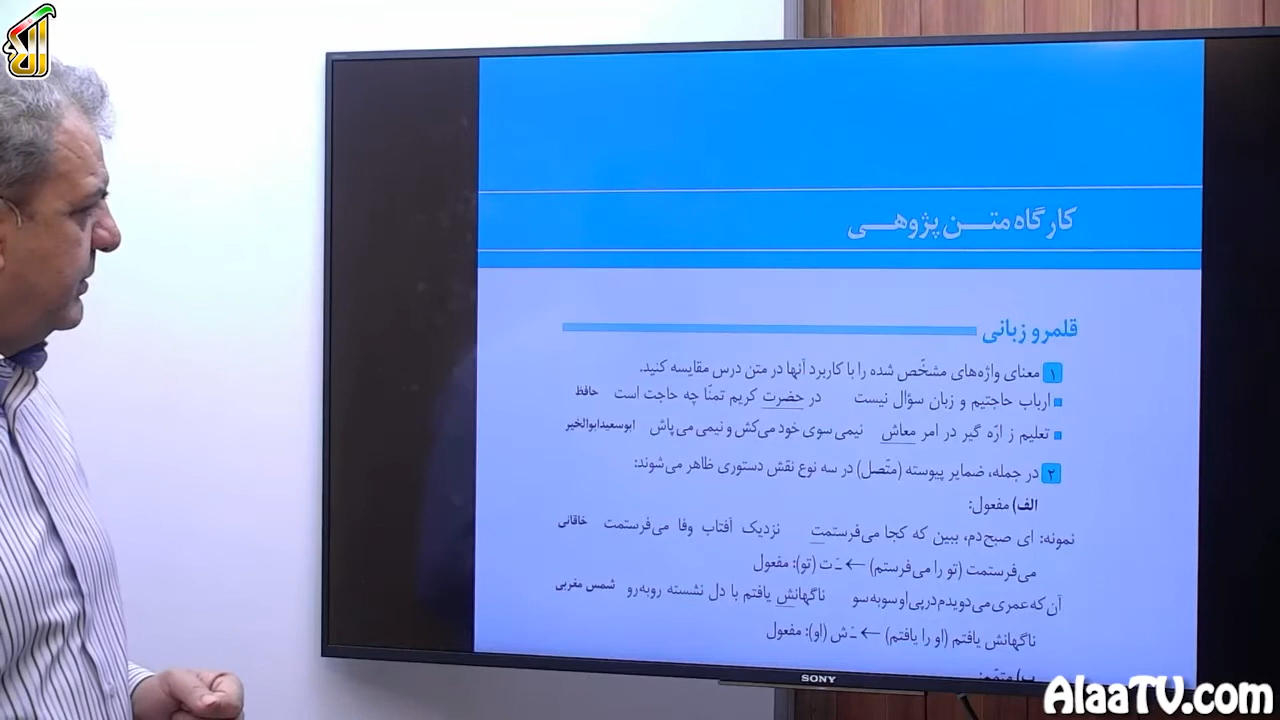 آلاء
کارگاه متن پژوهی
قلمرو زبانی
۱ معنای واژه‌های مشخّص شده را با کاربرد آنها در متن درس مقایسه کنید.
ارباب حاجتیم و زبان سؤال نیست در حضرت کریم تمنّا چه حاجت است حافظ
تعلیم ز ارّه گیر در امر معاش نیمی سوی خود می‌کش و نیمی می‌پاش ابوسعیدابوالخیر
۲ در جمله، ضمایر پیوسته (متّصل) در سه نوع نقش دستوری ظاهر می‌شوند:
الف) مفعول:
نمونه: ای صبح‌دم، ببین که کجا می‌فرستمت نزدیک آفتاب وفا می‌فرستمت خاقانی
می‌فرستمت (تو را می‌فرستم) ← ـَ ت (تو): مفعول
آن که عمری می‌دویدم درپی او سوبه‌سو ناگهانش یافتم با دل نشسته روبه‌رو شمس مغربی
ناگهانش یافتم (او را یافتم) ← ـَ ش (او): مفعول
ب) متمّم:
SONY
AlaaTV.com